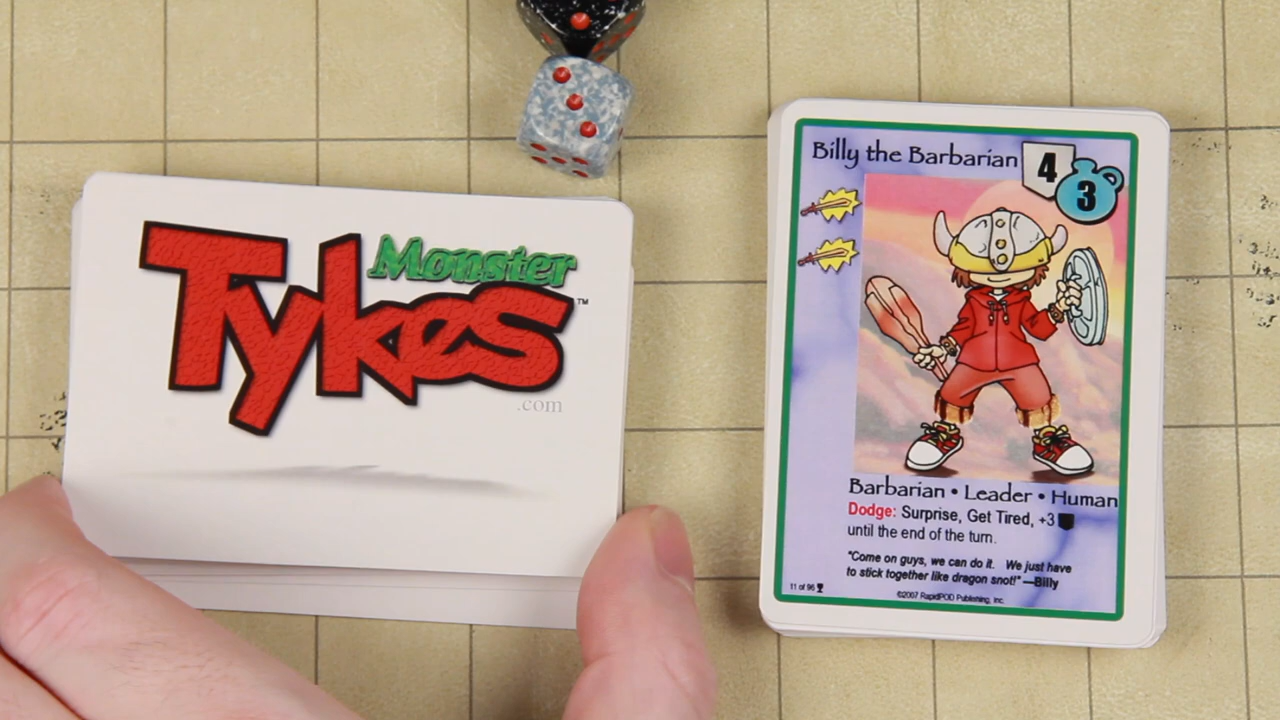 Monster
Tykes™
.com
Billy the Barbarian
4
3
Barbarian • Leader • Human
Dodge: Surprise, Get Tired, +3
until the end of the turn.
"Come on guys, we can do it. We just have
to stick together like dragon snot!" —Billy
11 of 96
©2007 RapidPOD Publishing, Inc.